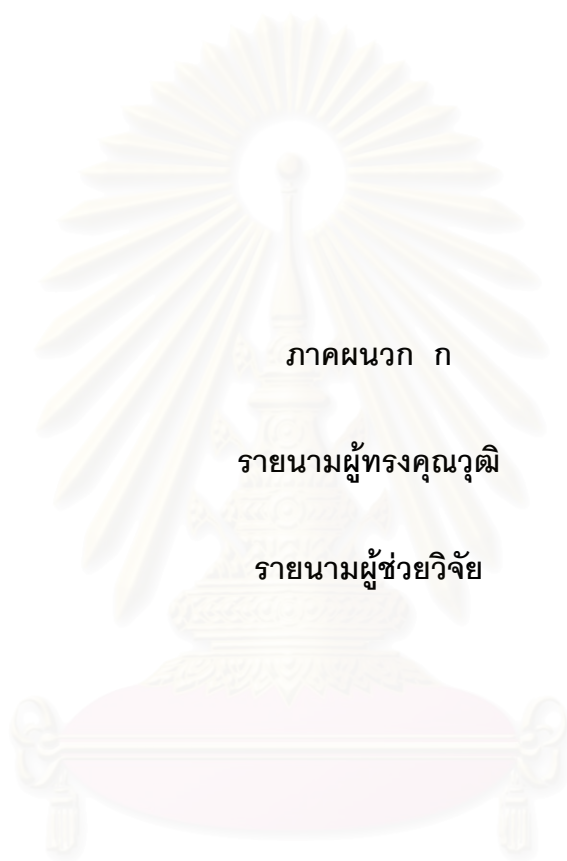 ภาคผนวก ก
รายนามผู้ทรงคุณวุฒิ
รายนามผู้ช่วยวิจัย